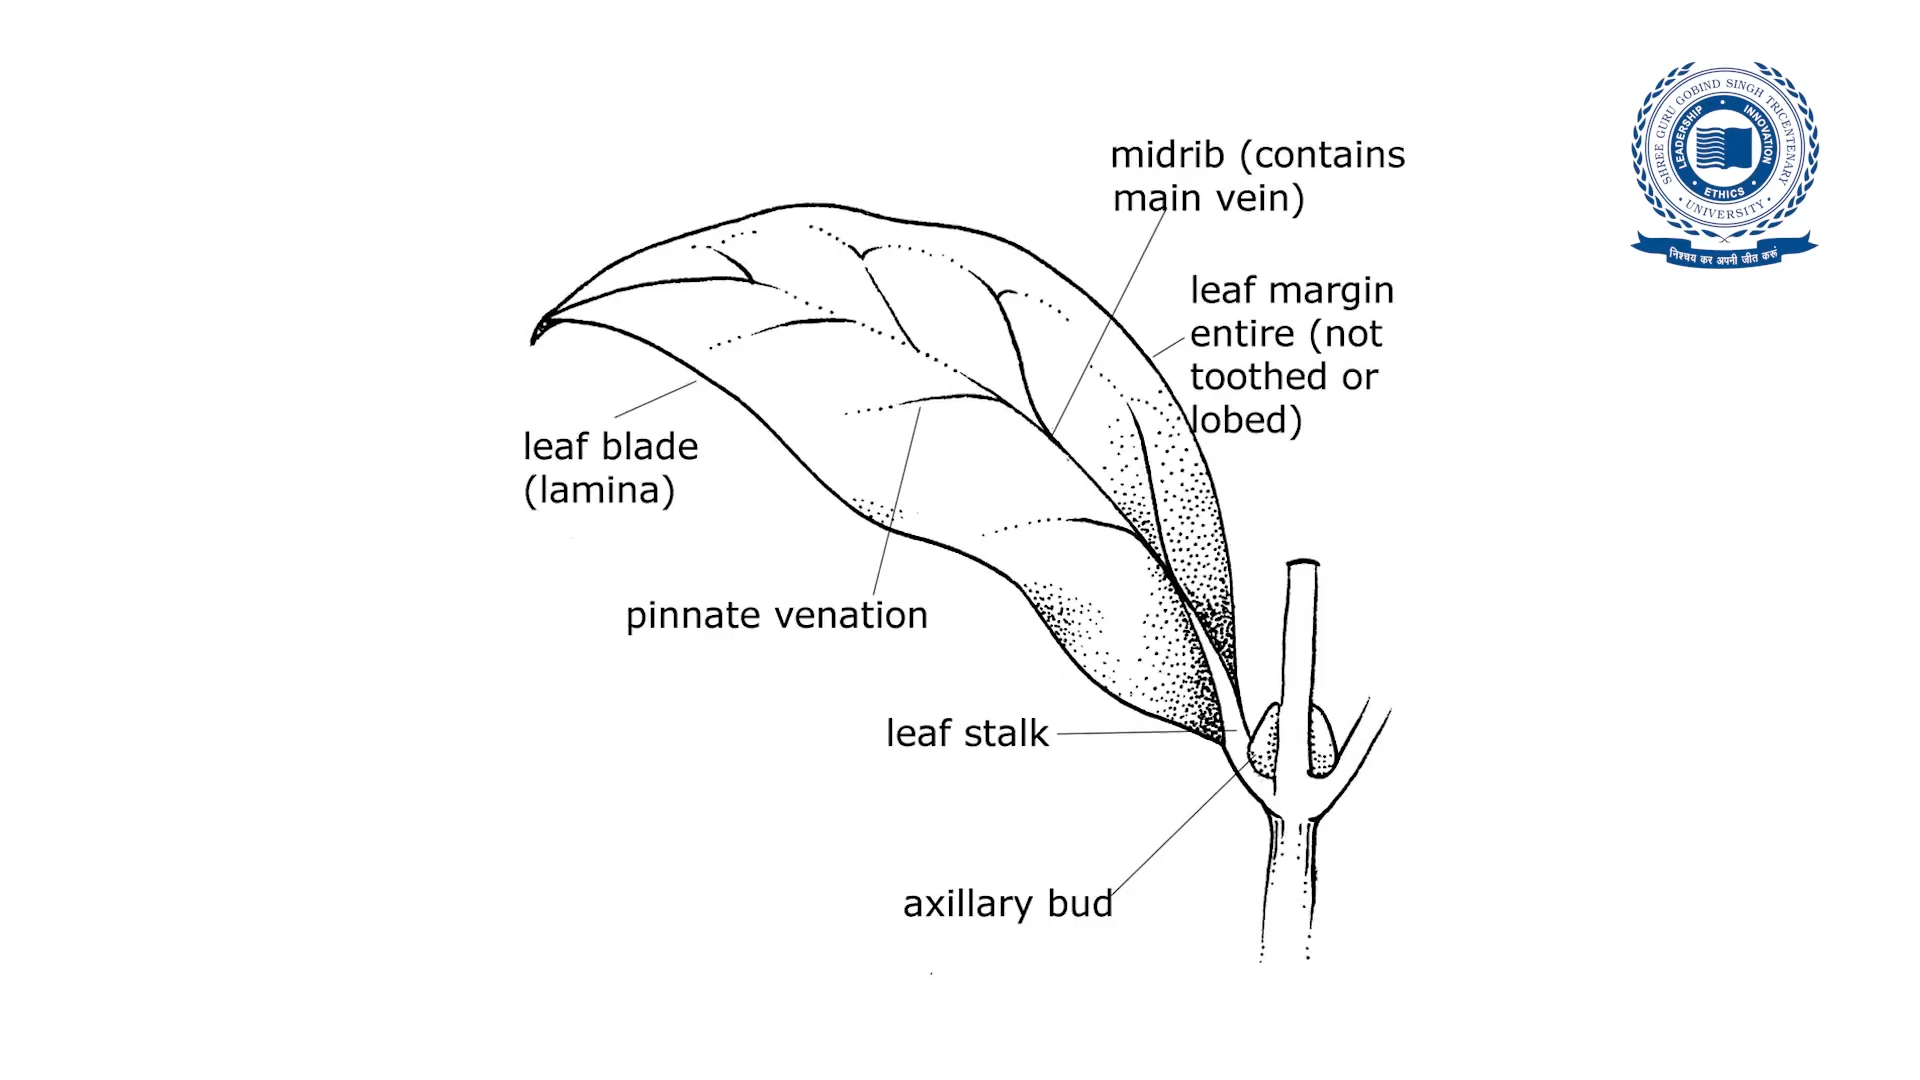 midrib (contains
main vein)
leaf margin
entire (not
toothed or
lobed)
leaf blade
(lamina)
pinnate venation
leaf stalk
axillary bud
SHREE GURU GOBIND SINGH TRICENTENARY
UNIVERSITY
LEADERSHIP
INNOVATION
ETHICS
निश्चय कर अपनी जीत करूं